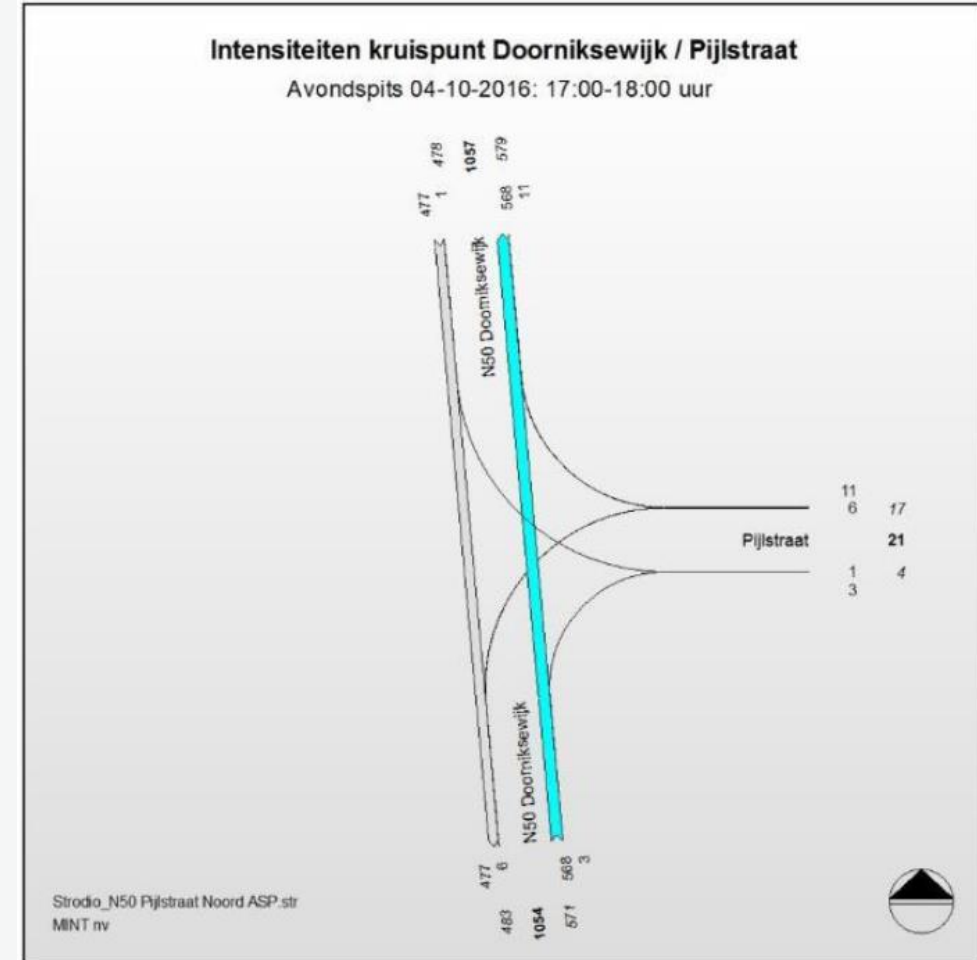 Intensiteiten kruispunt Doorniksewijk / Pijlstraat
Avondspits 04-10-2016: 17:00-18:00 uur
478
1057
579
477
1
568
11
N50 Doorniksewijk
11
6 17
Pijlstraat 21
1 4
3
N50 Doorniksewijk
477
6
568
3
483
1054
571
Strodio_N50 Pijlstraat Noord ASP.str
MINT nv